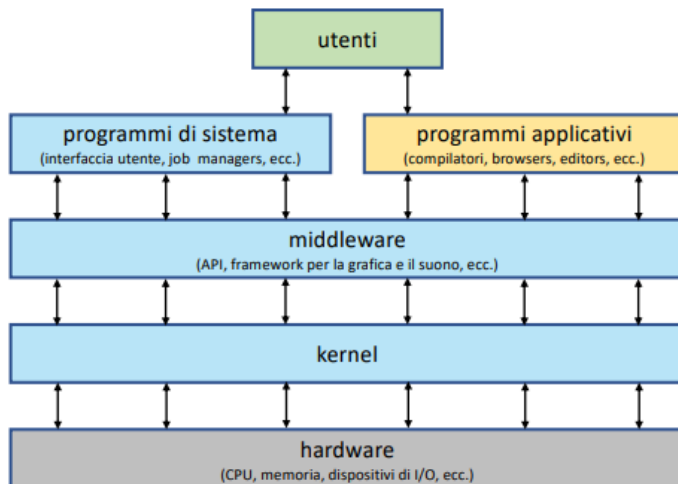 utenti
programmi di sistema
(interfaccia utente, job managers, ecc.)
programmi applicativi
(compilatori, browsers, editors, ecc.)
middleware
(API, framework per la grafica e il suono, ecc.)
kernel
hardware
(CPU, memoria, dispositivi di I/O, ecc.)